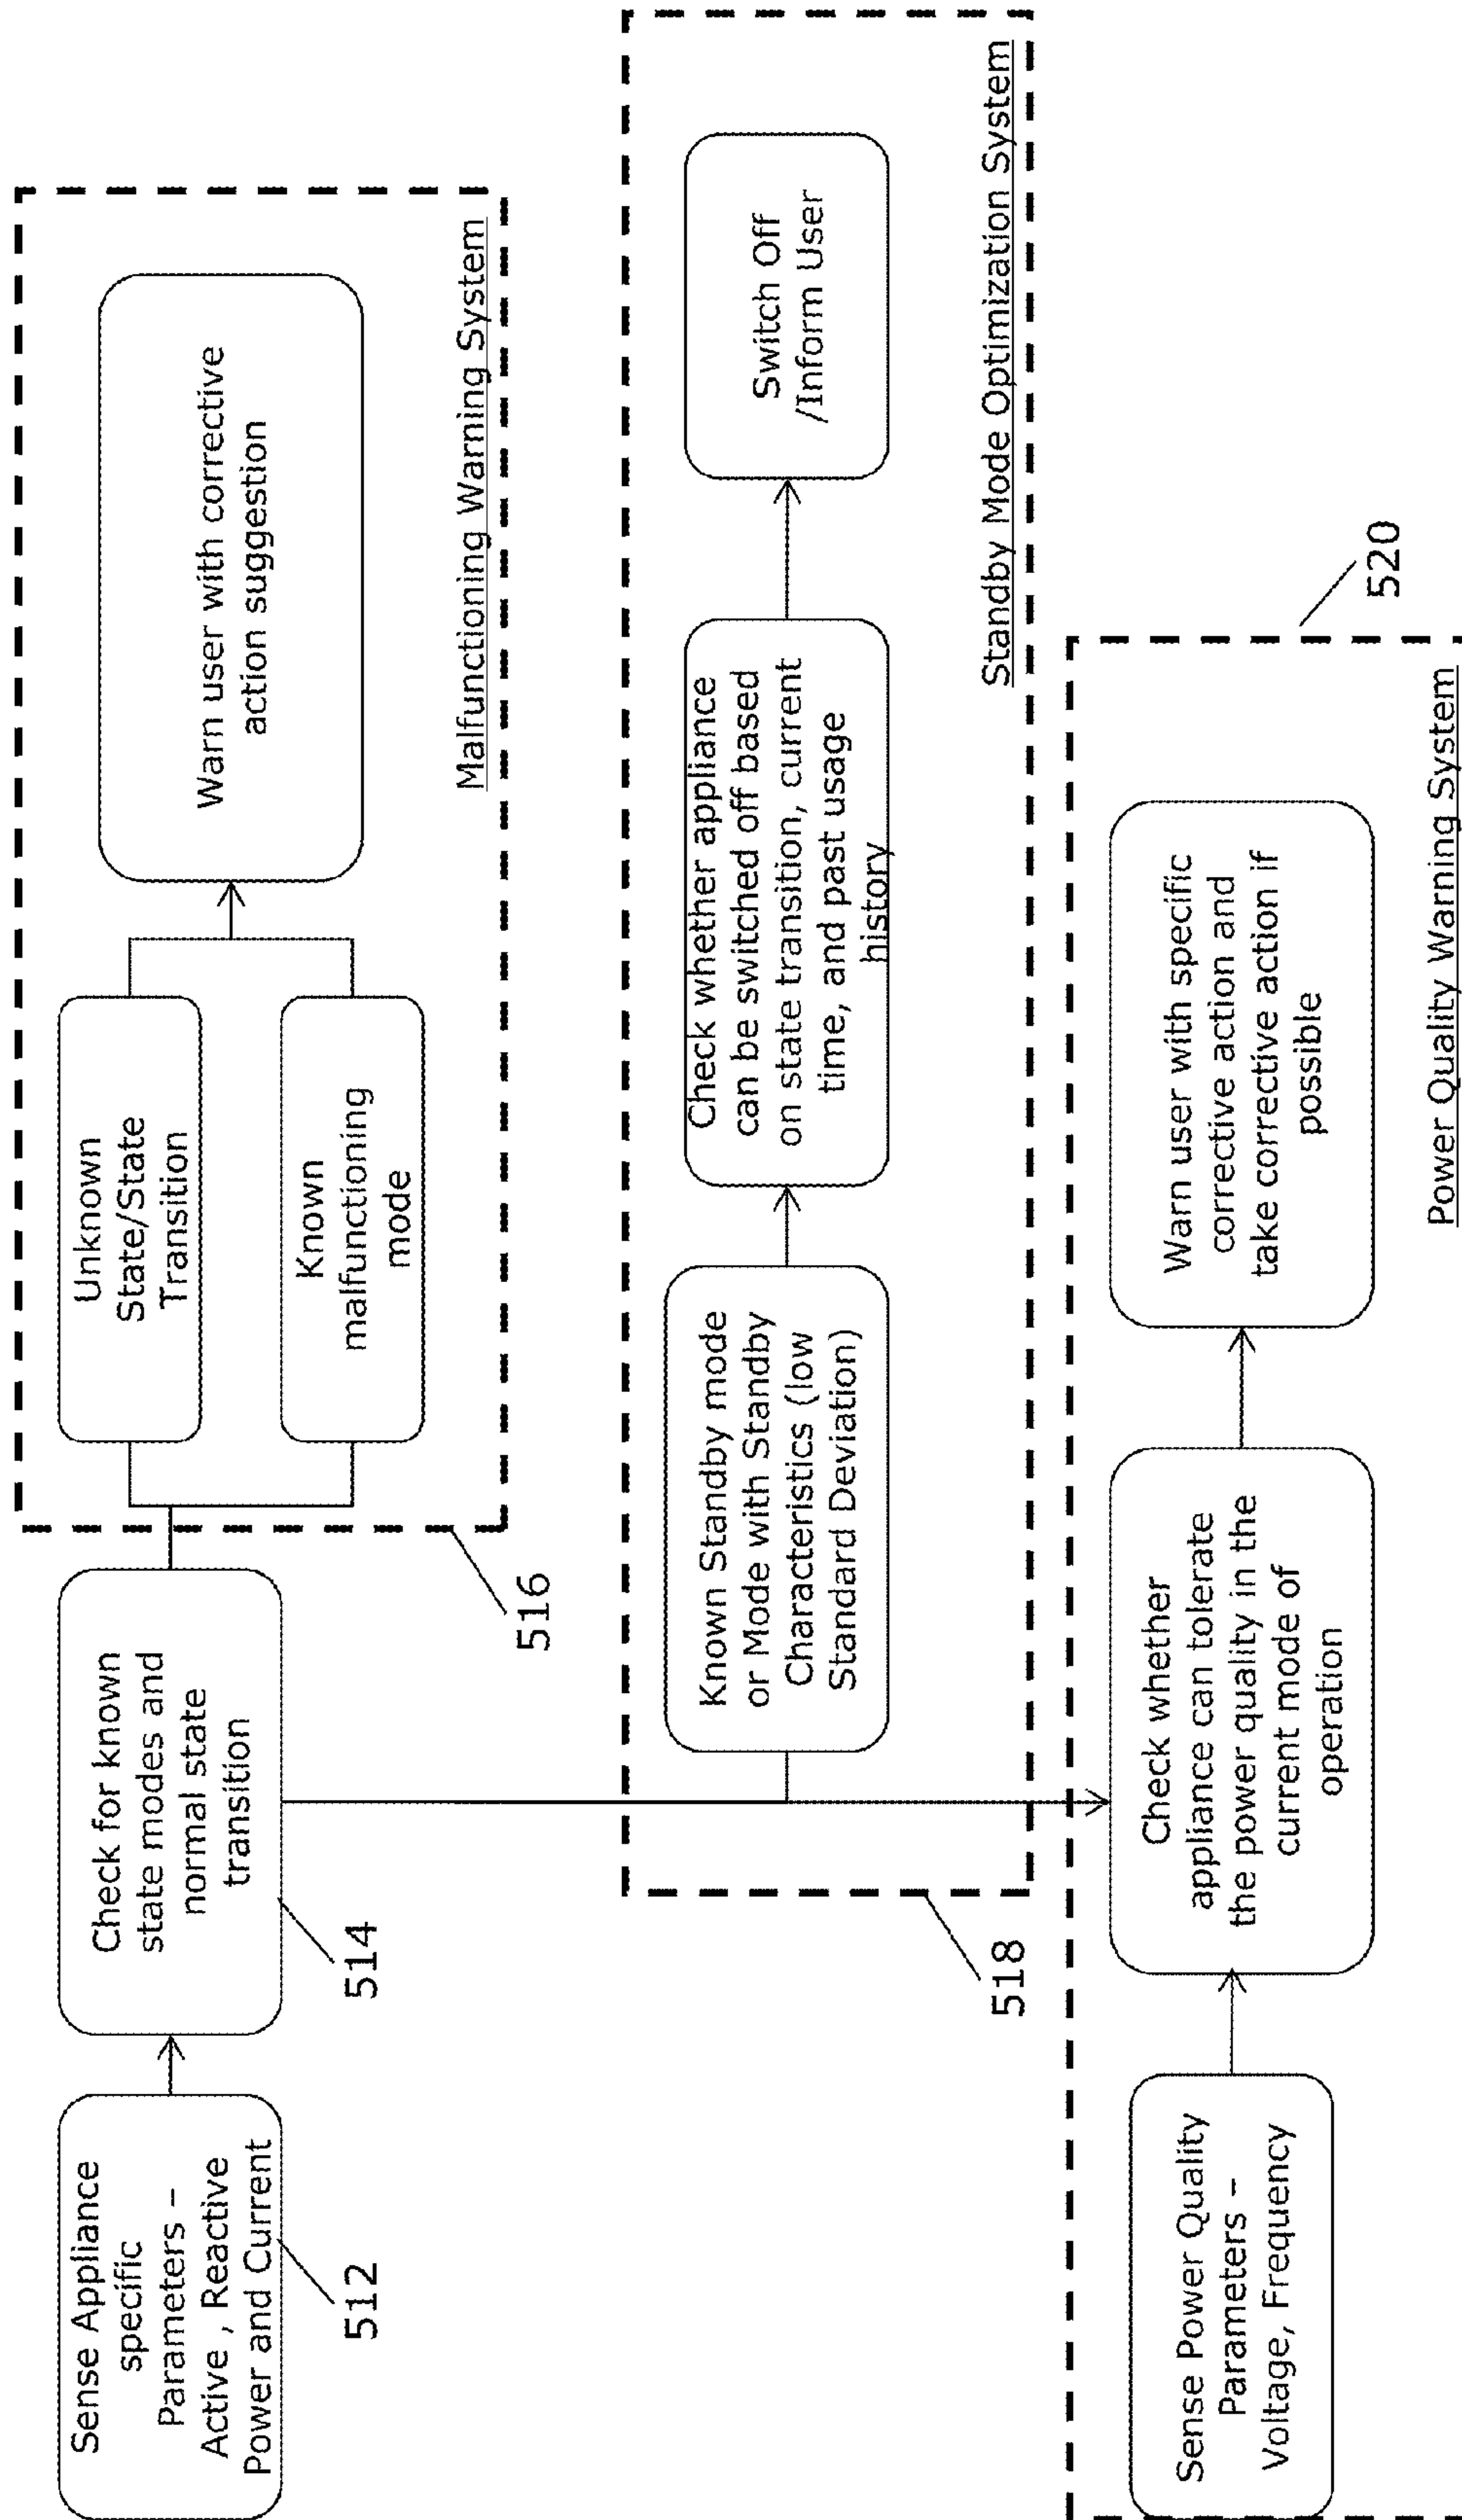 Sense Appliance
specific
Parameters –
Active , Reactive
Power and Current
512
Check for known
state modes and
normal state
transition
514
Unknown
State/State
Transition
Known
malfunctioning
mode
Warn user with corrective
action suggestion
Malfunctioning Warning System
516
Known Standby mode
or Mode with Standby
Characteristics (low
Standard Deviation)
Check whether appliance
can be switched off based
on state transition, current
time, and past usage
history
Switch Off
/Inform User
Standby Mode Optimization System
518
Sense Power Quality
Parameters –
Voltage, Frequency
Check whether
appliance can tolerate
the power quality in the
current mode of
operation
Warn user with specific
corrective action and
take corrective action if
possible
Power Quality Warning System
520